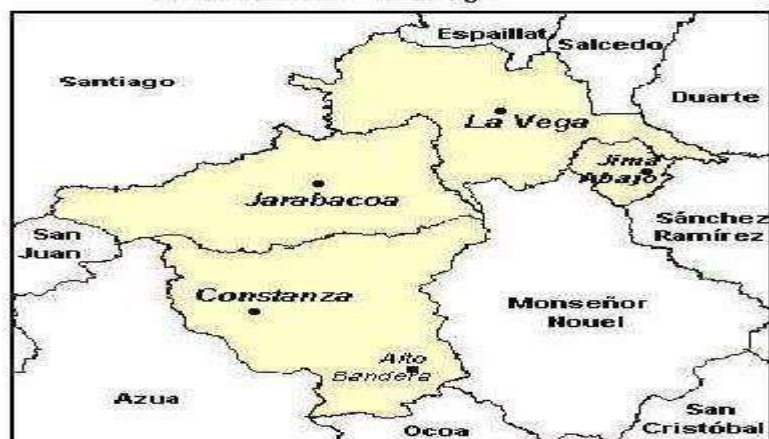 Espaillat
Salcedo
Santiago
Duarte
La Vega
Jima
Abajo
Jarabacoa
San
Juan
Sánchez
Ramírez
Constanza
Monseñor
Nouel
Alto
Bandera
Azua
San
Cristóbal
Ocoa